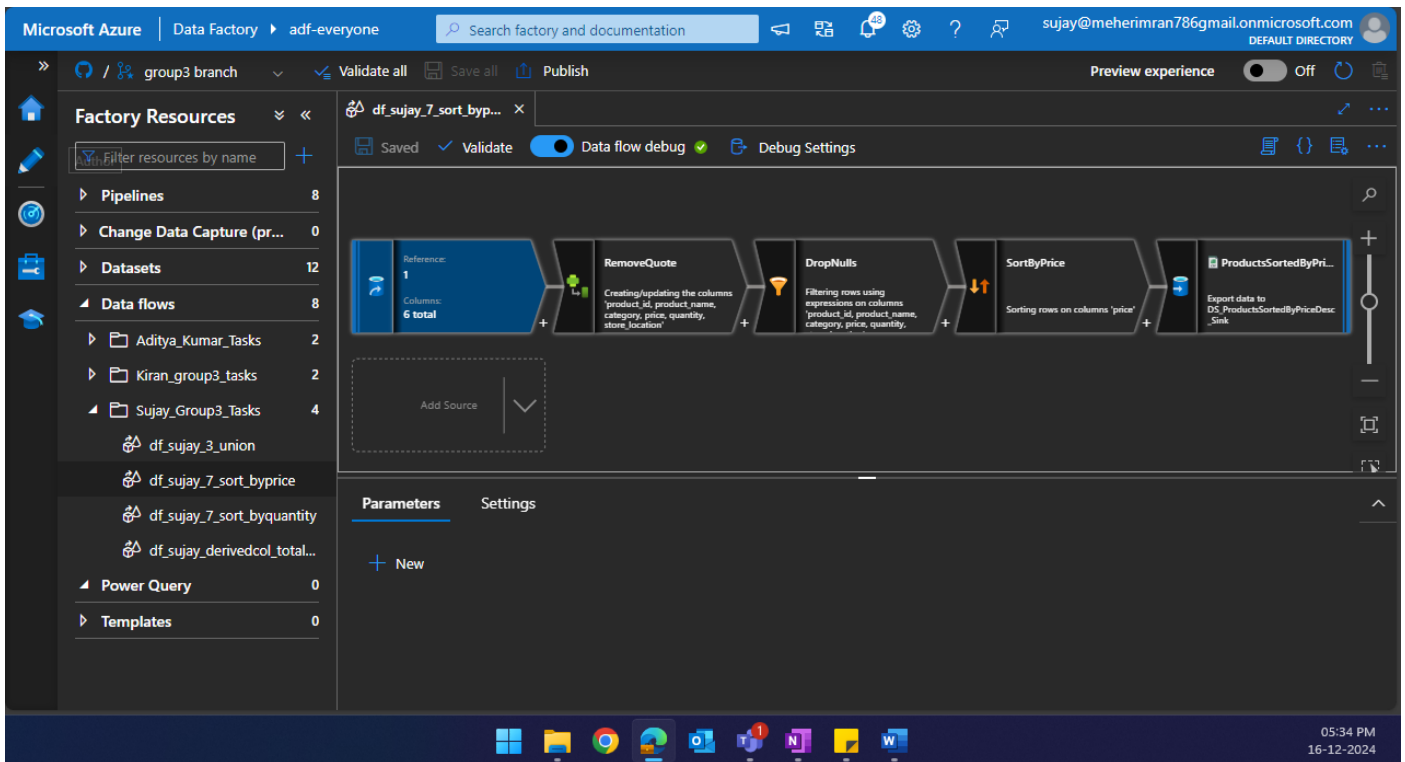 Microsoft Azure
Data Factory
adf-everyone
Search factory and documentation
48
sujay@meherimran786gmail.onmicrosoft.com
DEFAULT DIRECTORY
/ group3 branch
Validate all
Save all
Publish
Preview experience
Off
Factory Resources
Filter resources by name
Pipelines 8
Change Data Capture (pr... 0
Datasets 12
Data flows 8
Aditya_Kumar_Tasks 2
Kiran_group3_tasks 2
Sujay_Group3_Tasks 4
df_sujay_3_union
df_sujay_7_sort_byprice
df_sujay_7_sort_byquantity
df_sujay_derivedcol_total...
Power Query 0
Templates 0
df_sujay_7_sort_byp...
Saved
Validate
Data flow debug
Debug Settings
Reference:
1
Columns:
6 total
RemoveQuote
Creating/updating the columns
'product_id, product_name,
category, price, quantity,
store_location'
DropNulls
Filtering rows using
expressions on columns
'product_id, product_name,
category, price, quantity,
SortByPrice
Sorting rows on columns 'price'
ProductsSortedByPri...
Export data to
DS_ProductsSortedByPriceDesc
_Sink
Add Source
Parameters
Settings
New
1
05:34 PM
16-12-2024